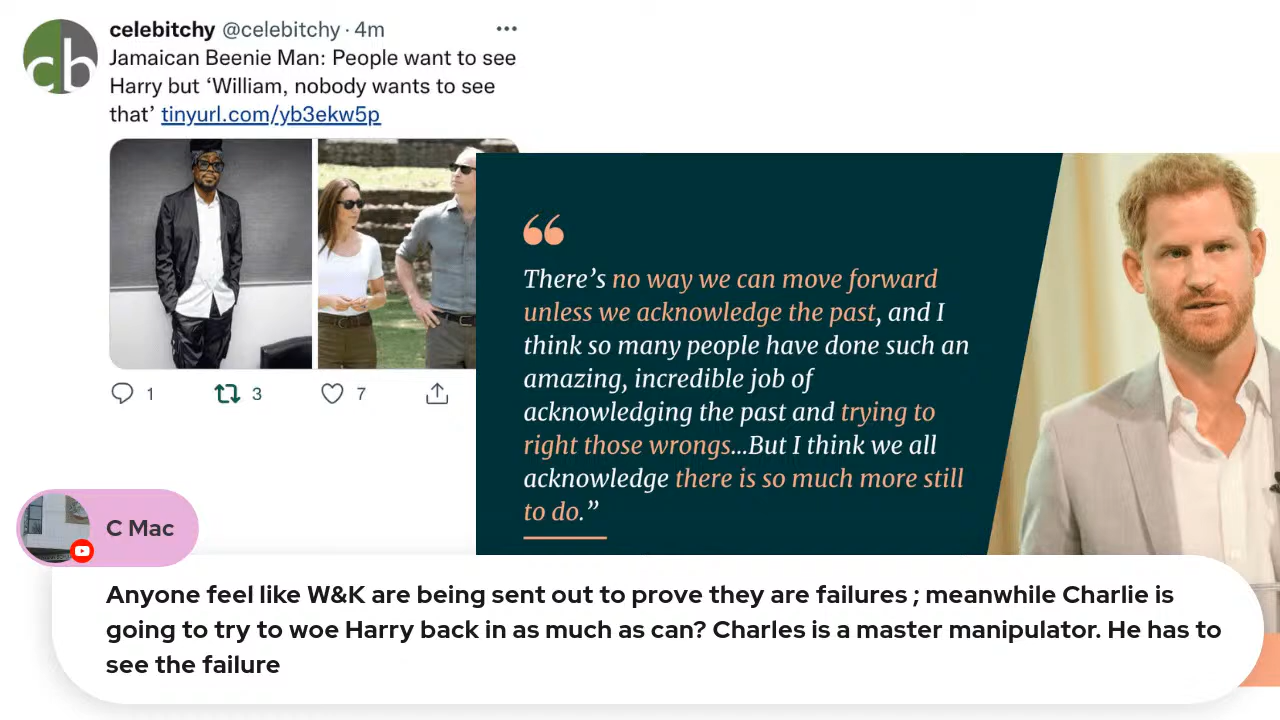 celebitchy @celebitchy · 4m
Jamaican Beenie Man: People want to see
Harry but ‘William, nobody wants to see
that’ tinyurl.com/yb3ekw5p
cb
1 3 7
“
There’s no way we can move forward
unless we acknowledge the past, and I
think so many people have done such an
amazing, incredible job of
acknowledging the past and trying to
right those wrongs...But I think we all
acknowledge there is so much more still
to do.”
C Mac
Anyone feel like W&K are being sent out to prove they are failures ; meanwhile Charlie is
going to try to woe Harry back in as much as can? Charles is a master manipulator. He has to
see the failure